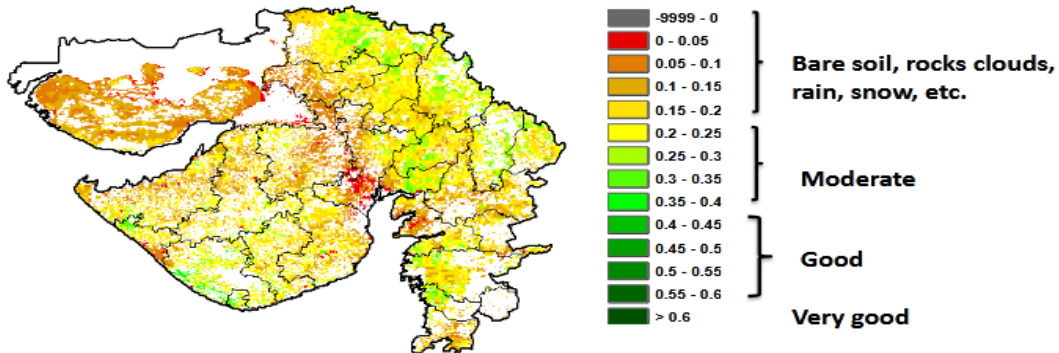 -9999 - 0
0 - 0.05
0.05 - 0.1
0.1 - 0.15
0.15 - 0.2
0.2 - 0.25
0.25 - 0.3
0.3 - 0.35
0.35 - 0.4
0.4 - 0.45
0.45 - 0.5
0.5 - 0.55
0.55 - 0.6
> 0.6
Bare soil, rocks clouds,
rain, snow, etc.
Moderate
Good
Very good